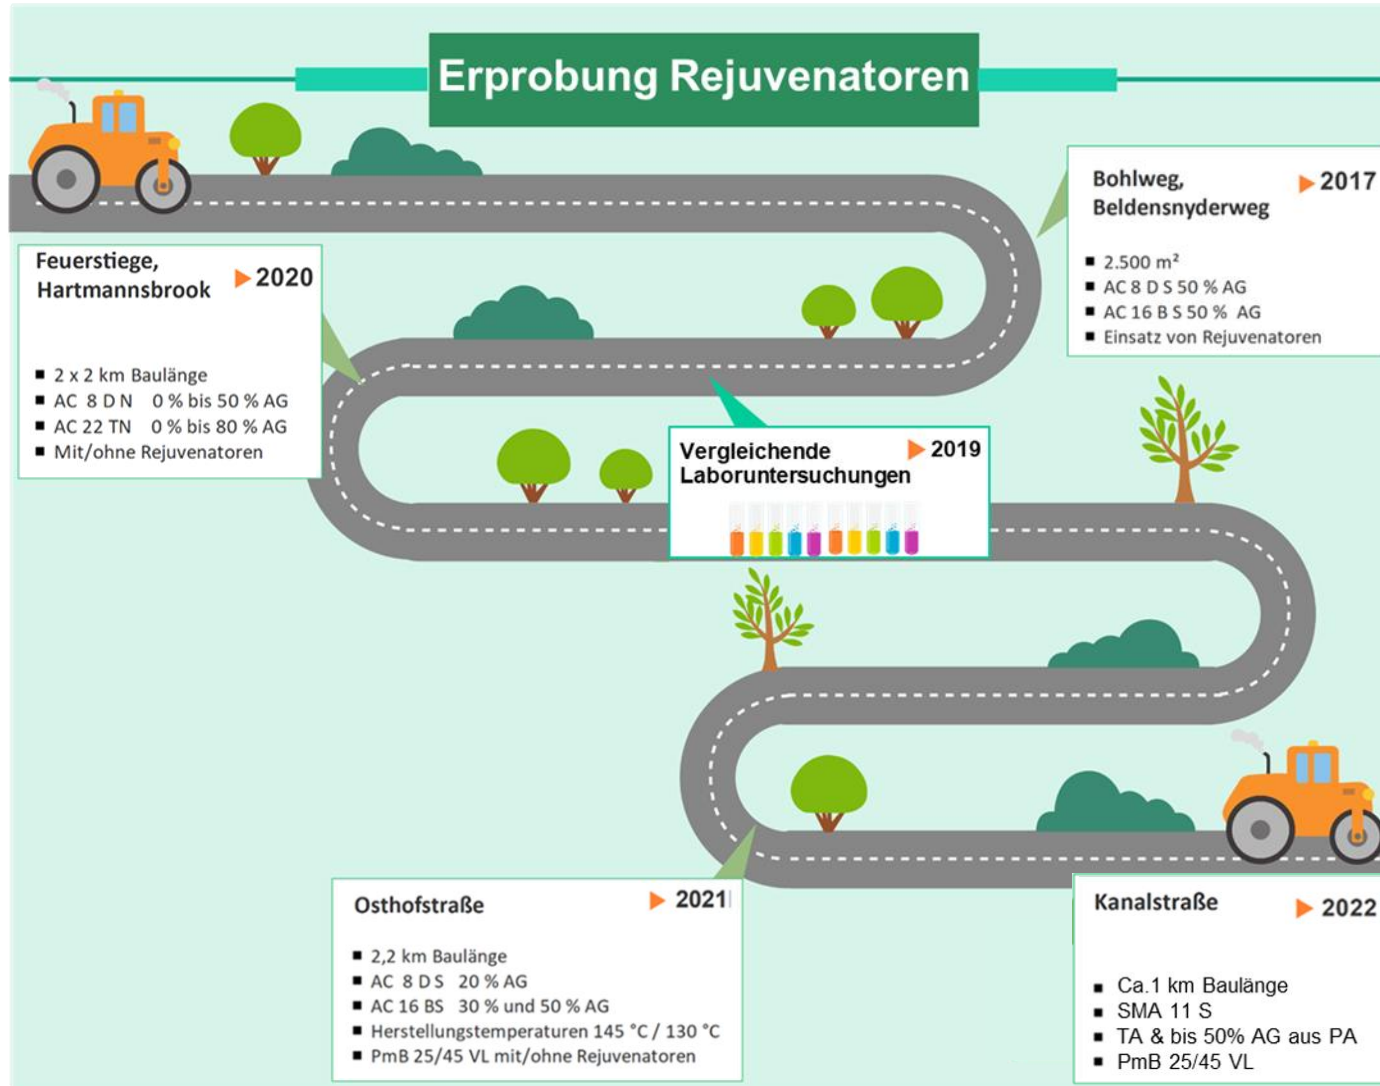 Erprobung Rejuvenatoren
Bohlweg,
Beldensnyderweg
▶ 2017
■ 2.500 m²
■ AC 8 D S 50 % AG
■ AC 16 B S 50 % AG
■ Einsatz von Rejuvenatoren
Vergleichende
Laboruntersuchungen
▶ 2019
Feuerstiege,
Hartmannsbrook
▶ 2020
■ 2 x 2 km Baulänge
■ AC 8 D N 0 % bis 50 % AG
■ AC 22 TN 0 % bis 80 % AG
■ Mit/ohne Rejuvenatoren
Osthofstraße
▶ 2021
■ 2,2 km Baulänge
■ AC 8 D S 20 % AG
■ AC 16 BS 30 % und 50 % AG
■ Herstellungstemperaturen 145 °C / 130 °C
■ PmB 25/45 VL mit/ohne Rejuvenatoren
Kanalstraße
▶ 2022
■ Ca.1 km Baulänge
■ SMA 11 S
■ TA & bis 50% AG aus PA
■ PmB 25/45 VL